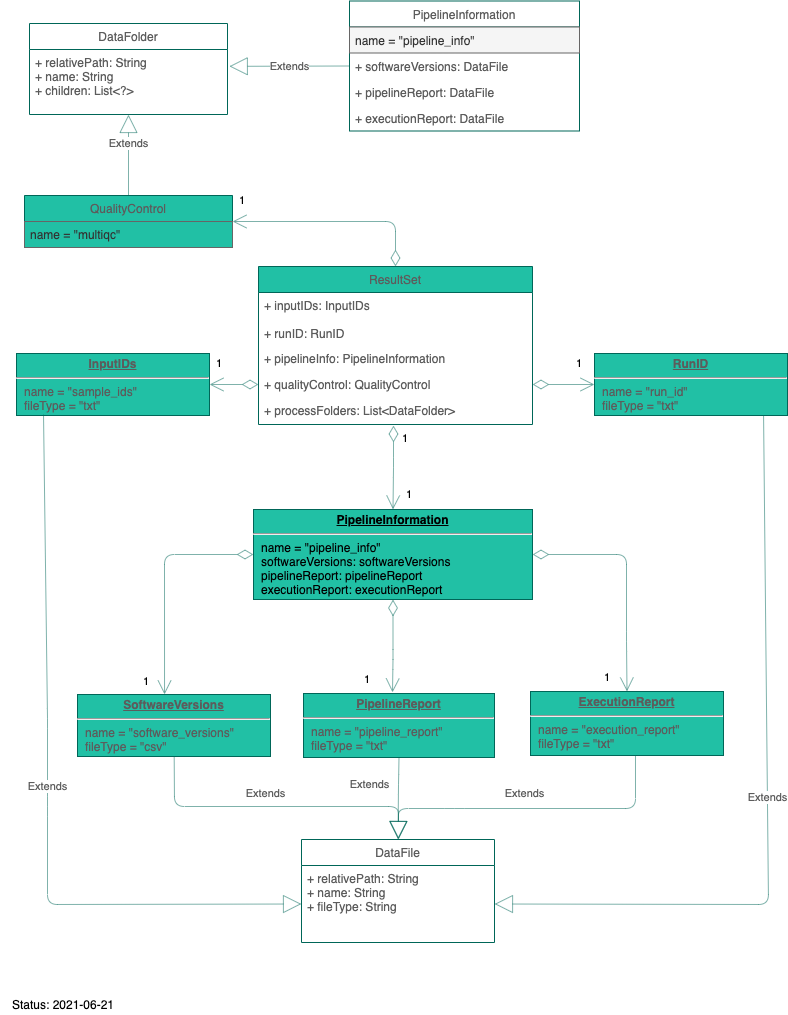 PipelineInformation
name = "pipeline_info"
+ softwareVersions: DataFile
+ pipelineReport: DataFile
+ executionReport: DataFile
DataFolder
+ relativePath: String
+ name: String
+ children: List<?>
Extends
Extends
QualityControl
name = "multiqc"
1
ResultSet
+ inputIDs: InputIDs
+ runID: RunID
+ pipelineInfo: PipelineInformation
+ qualityControl: QualityControl
+ processFolders: List<DataFolder>
InputIDs
name = "sample_ids"
fileType = "txt"
1
1
RunID
name = "run_id"
fileType = "txt"
1
1
PipelineInformation
name = "pipeline_info"
softwareVersions: softwareVersions
pipelineReport: pipelineReport
executionReport: executionReport
1
1
1
SoftwareVersions
name = "software_versions"
fileType = "csv"
PipelineReport
name = "pipeline_report"
fileType = "txt"
ExecutionReport
name = "execution_report"
fileType = "txt"
Extends
Extends
Extends
Extends
Extends
DataFile
+ relativePath: String
+ name: String
+ fileType: String
Status: 2021-06-21